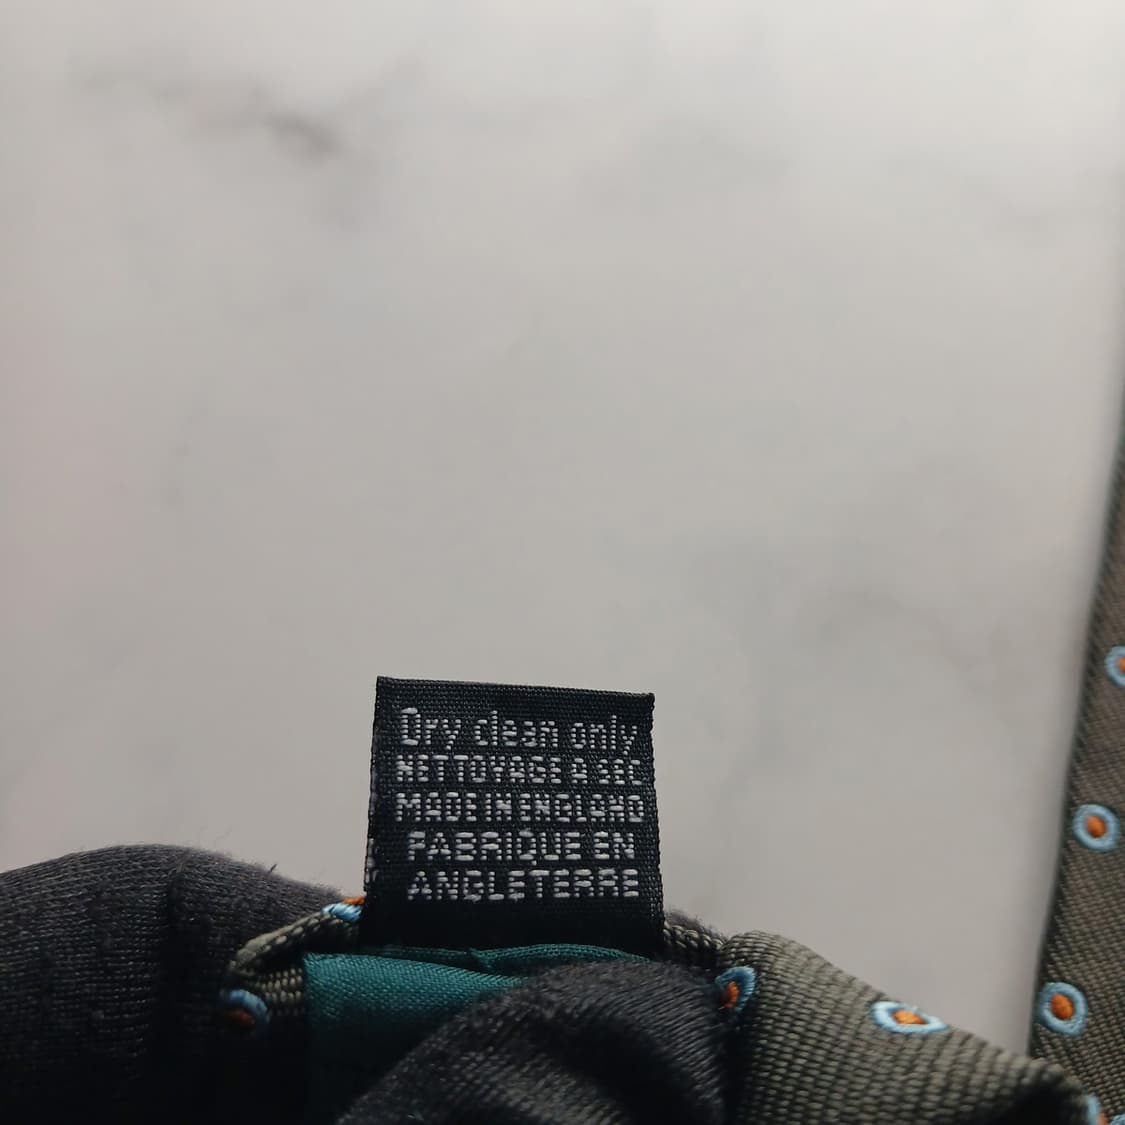 Dry clean only
NETTOYAGE A SEC
MADE IN ENGLAND
FABRIQUE EN
ANGLETERRE